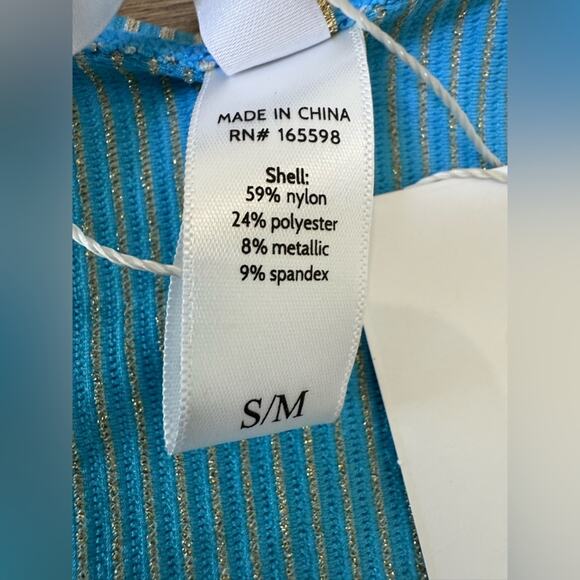 MADE IN CHINA
RN# 165598
Shell:
59% nylon
24% polyester
8% metallic
9% spandex
S/M